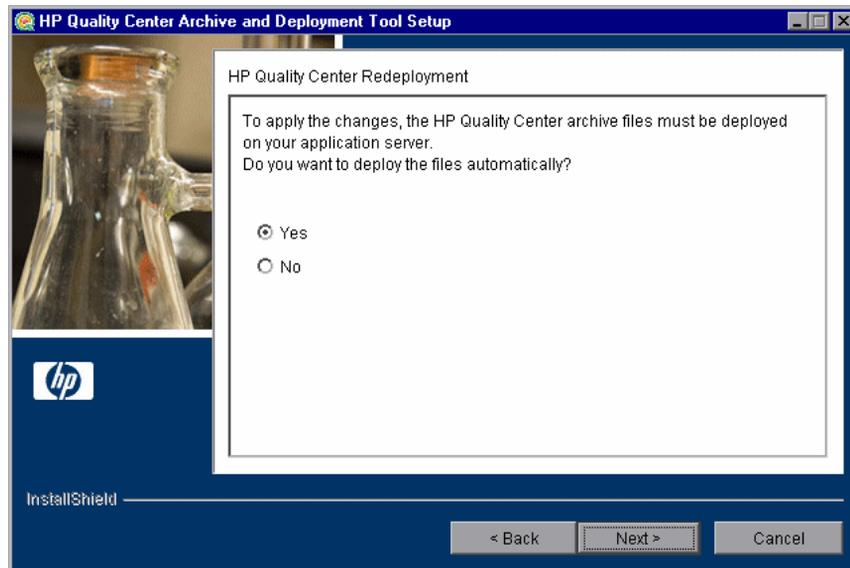 HP Quality Center Archive and Deployment Tool Setup
HP Quality Center Redeployment
To apply the changes, the HP Quality Center archive files must be deployed
on your application server.
Do you want to deploy the files automatically?
Yes
No
hp
InstallShield
< Back
Next >
Cancel